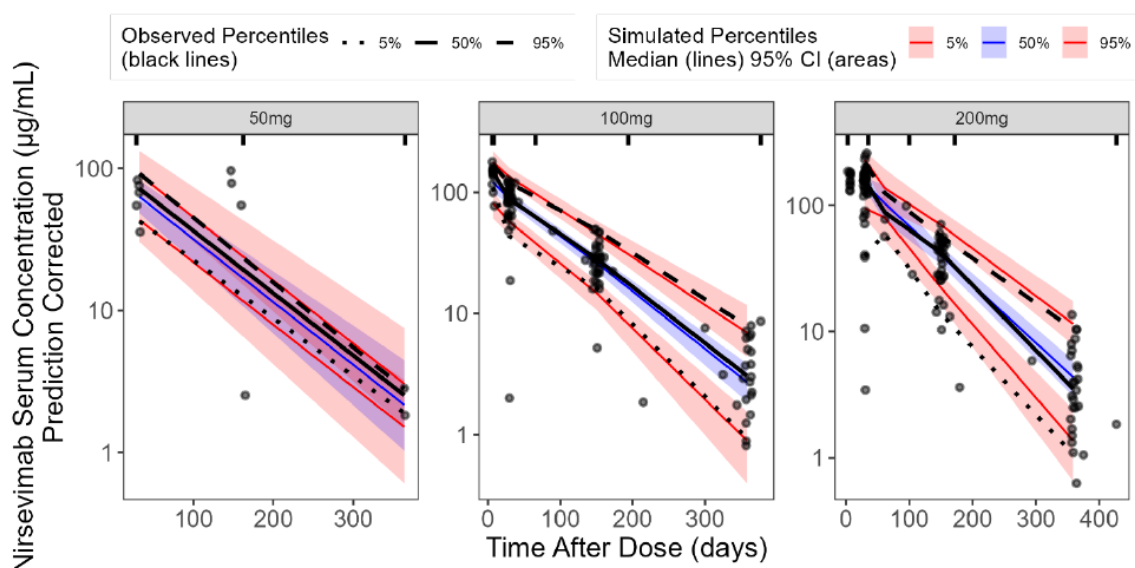 Observed Percentiles
(black lines)
5% 50% 95%
Simulated Percentiles
Median (lines) 95% CI (areas)
5% 50% 95%
Nirsevimab Serum Concentration (µg/mL)
Prediction Corrected
50mg
100
10
1
100 200 300
100mg
100
10
1
0 100 200 300
200mg
100
10
1
0 100 200 300 400
Time After Dose (days)